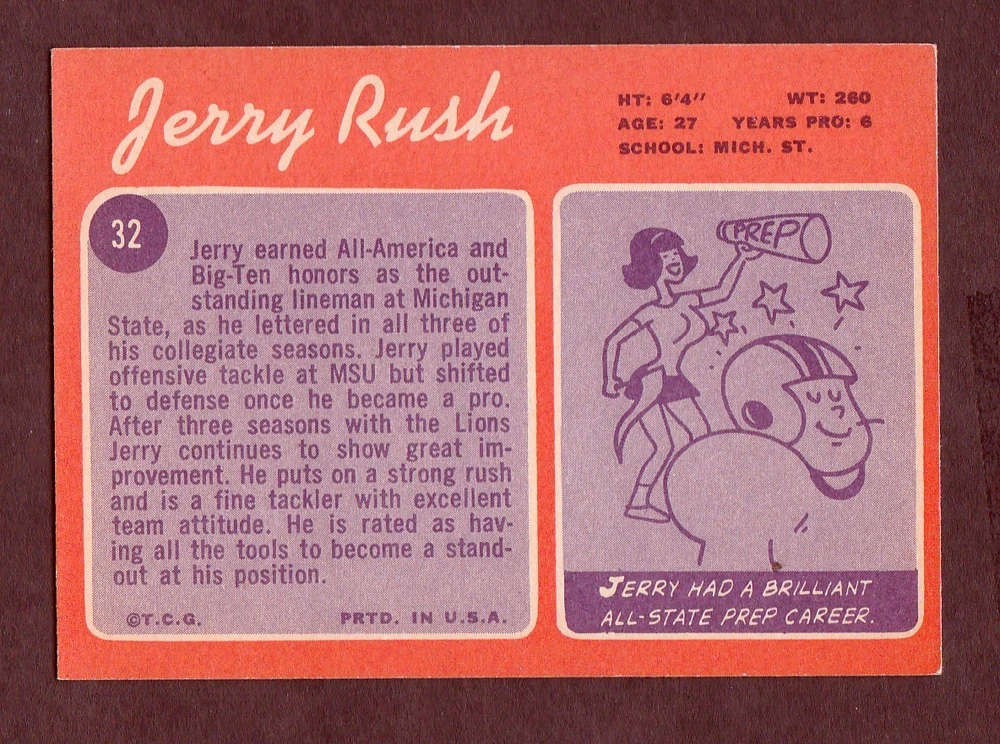 Jerry Rush
HT: 6'4" WT: 260
AGE: 27 YEARS PRO: 6
SCHOOL: MICH. ST.
32
Jerry earned All-America and
Big-Ten honors as the out-
standing lineman at Michigan
State, as he lettered in all three of
his collegiate seasons. Jerry played
offensive tackle at MSU but shifted
to defense once he became a pro.
After three seasons with the Lions
Jerry continues to show great im-
provement. He puts on a strong rush
and is a fine tackler with excellent
team attitude. He is rated as hav-
ing all the tools to become a stand-
out at his position.
©T.C.G. PRTD. IN U.S.A.
PREP
JERRY HAD A BRILLIANT
ALL-STATE PREP CAREER.